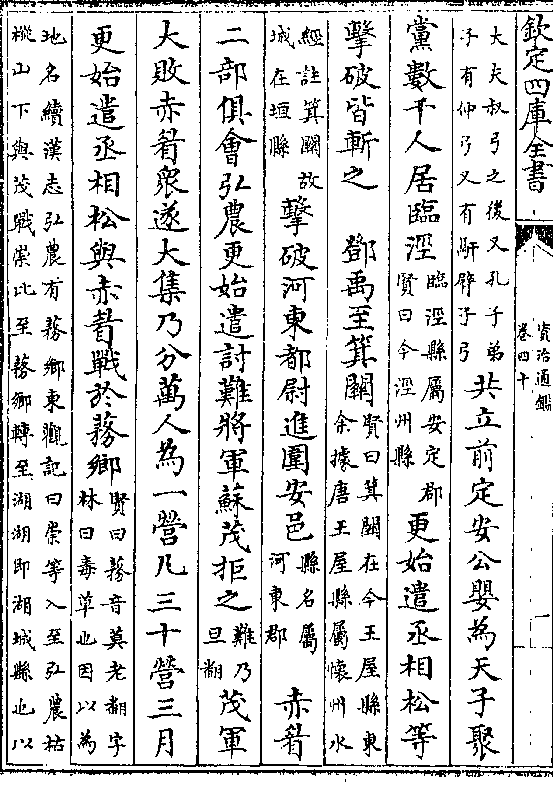 欽定四庫全書
資治通鑑
卷四十
大夫叔弓之後又孔子弟
子有仲弓又有馯臂子弓
共立前定安公嬰為天子聚
黨數千人居臨涇
臨涇縣屬安定郡
賢曰今涇州縣
更始遣丞相松等
擊破皆斬之　鄧禹至箕關
賢曰箕關在今王屋縣東
余據唐王屋縣屬懷州水
經註箕關故
城在垣縣
擊破河東都尉進圍安邑
縣名屬
河東郡
赤眉
二部俱會弘農更始遣討難將軍蘇茂拒之
難乃
旦翻
茂軍
大敗赤眉衆遂大集乃分萬人為一營凡三十營三月
更始遣丞相松與赤眉戰於蓩鄉
賢曰蓩音莫老翻字
林曰毒草也因以為
地名續漢志弘農有蓩鄉東觀記曰崇等入至弘農枯
樅山下與茂戰崇北至蓩鄉轉至湖湖即湖城縣也以